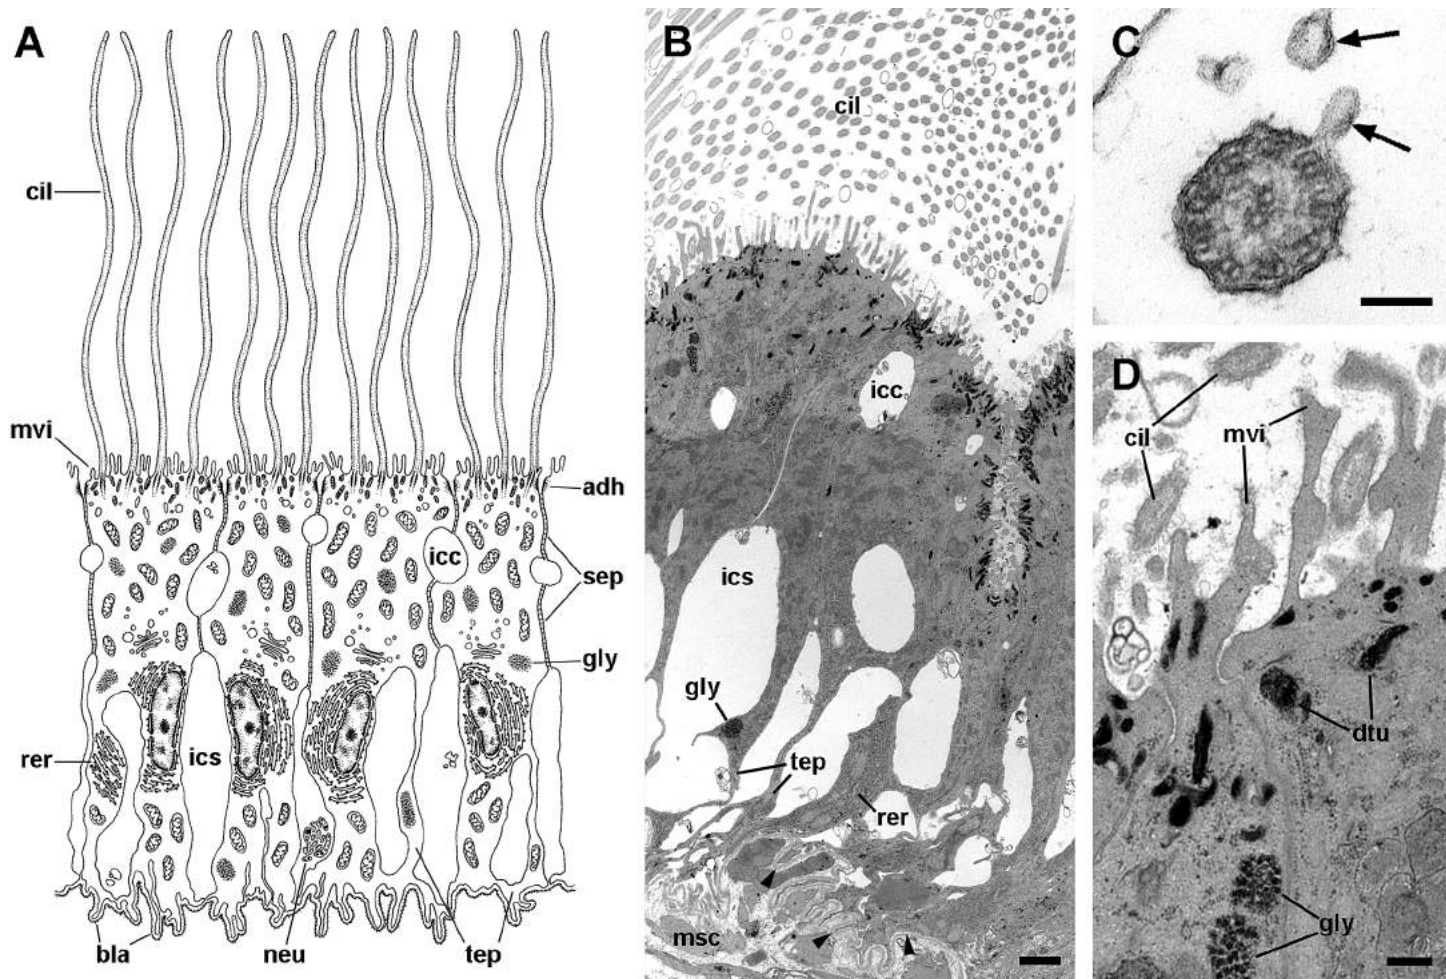 A
cil
mvi
adh
icc
sep
gly
rer
ics
bla
neu
tep
B
cil
icc
ics
gly
tep
rer
msc
C
D
cil
mvi
dtu
gly